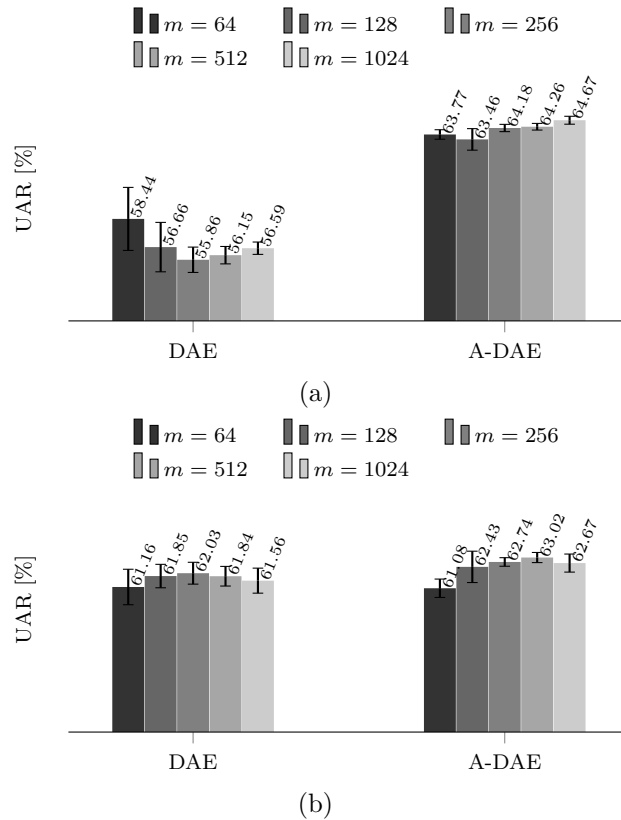 m = 64 m = 128 m = 256
m = 512 m = 1024
UAR [%]
58.44 56.66 55.86 56.15 56.59 63.77 63.46 64.18 64.26 64.67
DAE A-DAE
(a)
m = 64 m = 128 m = 256
m = 512 m = 1024
UAR [%]
61.16 61.85 62.03 61.84 61.56 61.08 62.43 62.74 63.02 62.67
DAE A-DAE
(b)